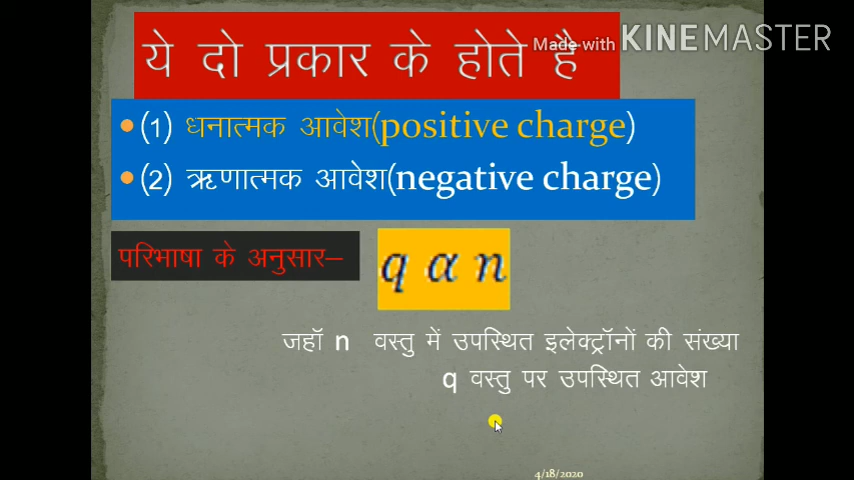 ये दो प्रकार के होते है
Made with KINEMASTER
(1) धनात्मक आवेश(positive charge)
(2) ऋणात्मक आवेश(negative charge)
परिभाषा के अनुसार–
q α n
जहॉ n वस्तु में उपस्थित इलेक्ट्रॉनों की संख्या
q वस्तु पर उपस्थित आवेश
4/18/2020